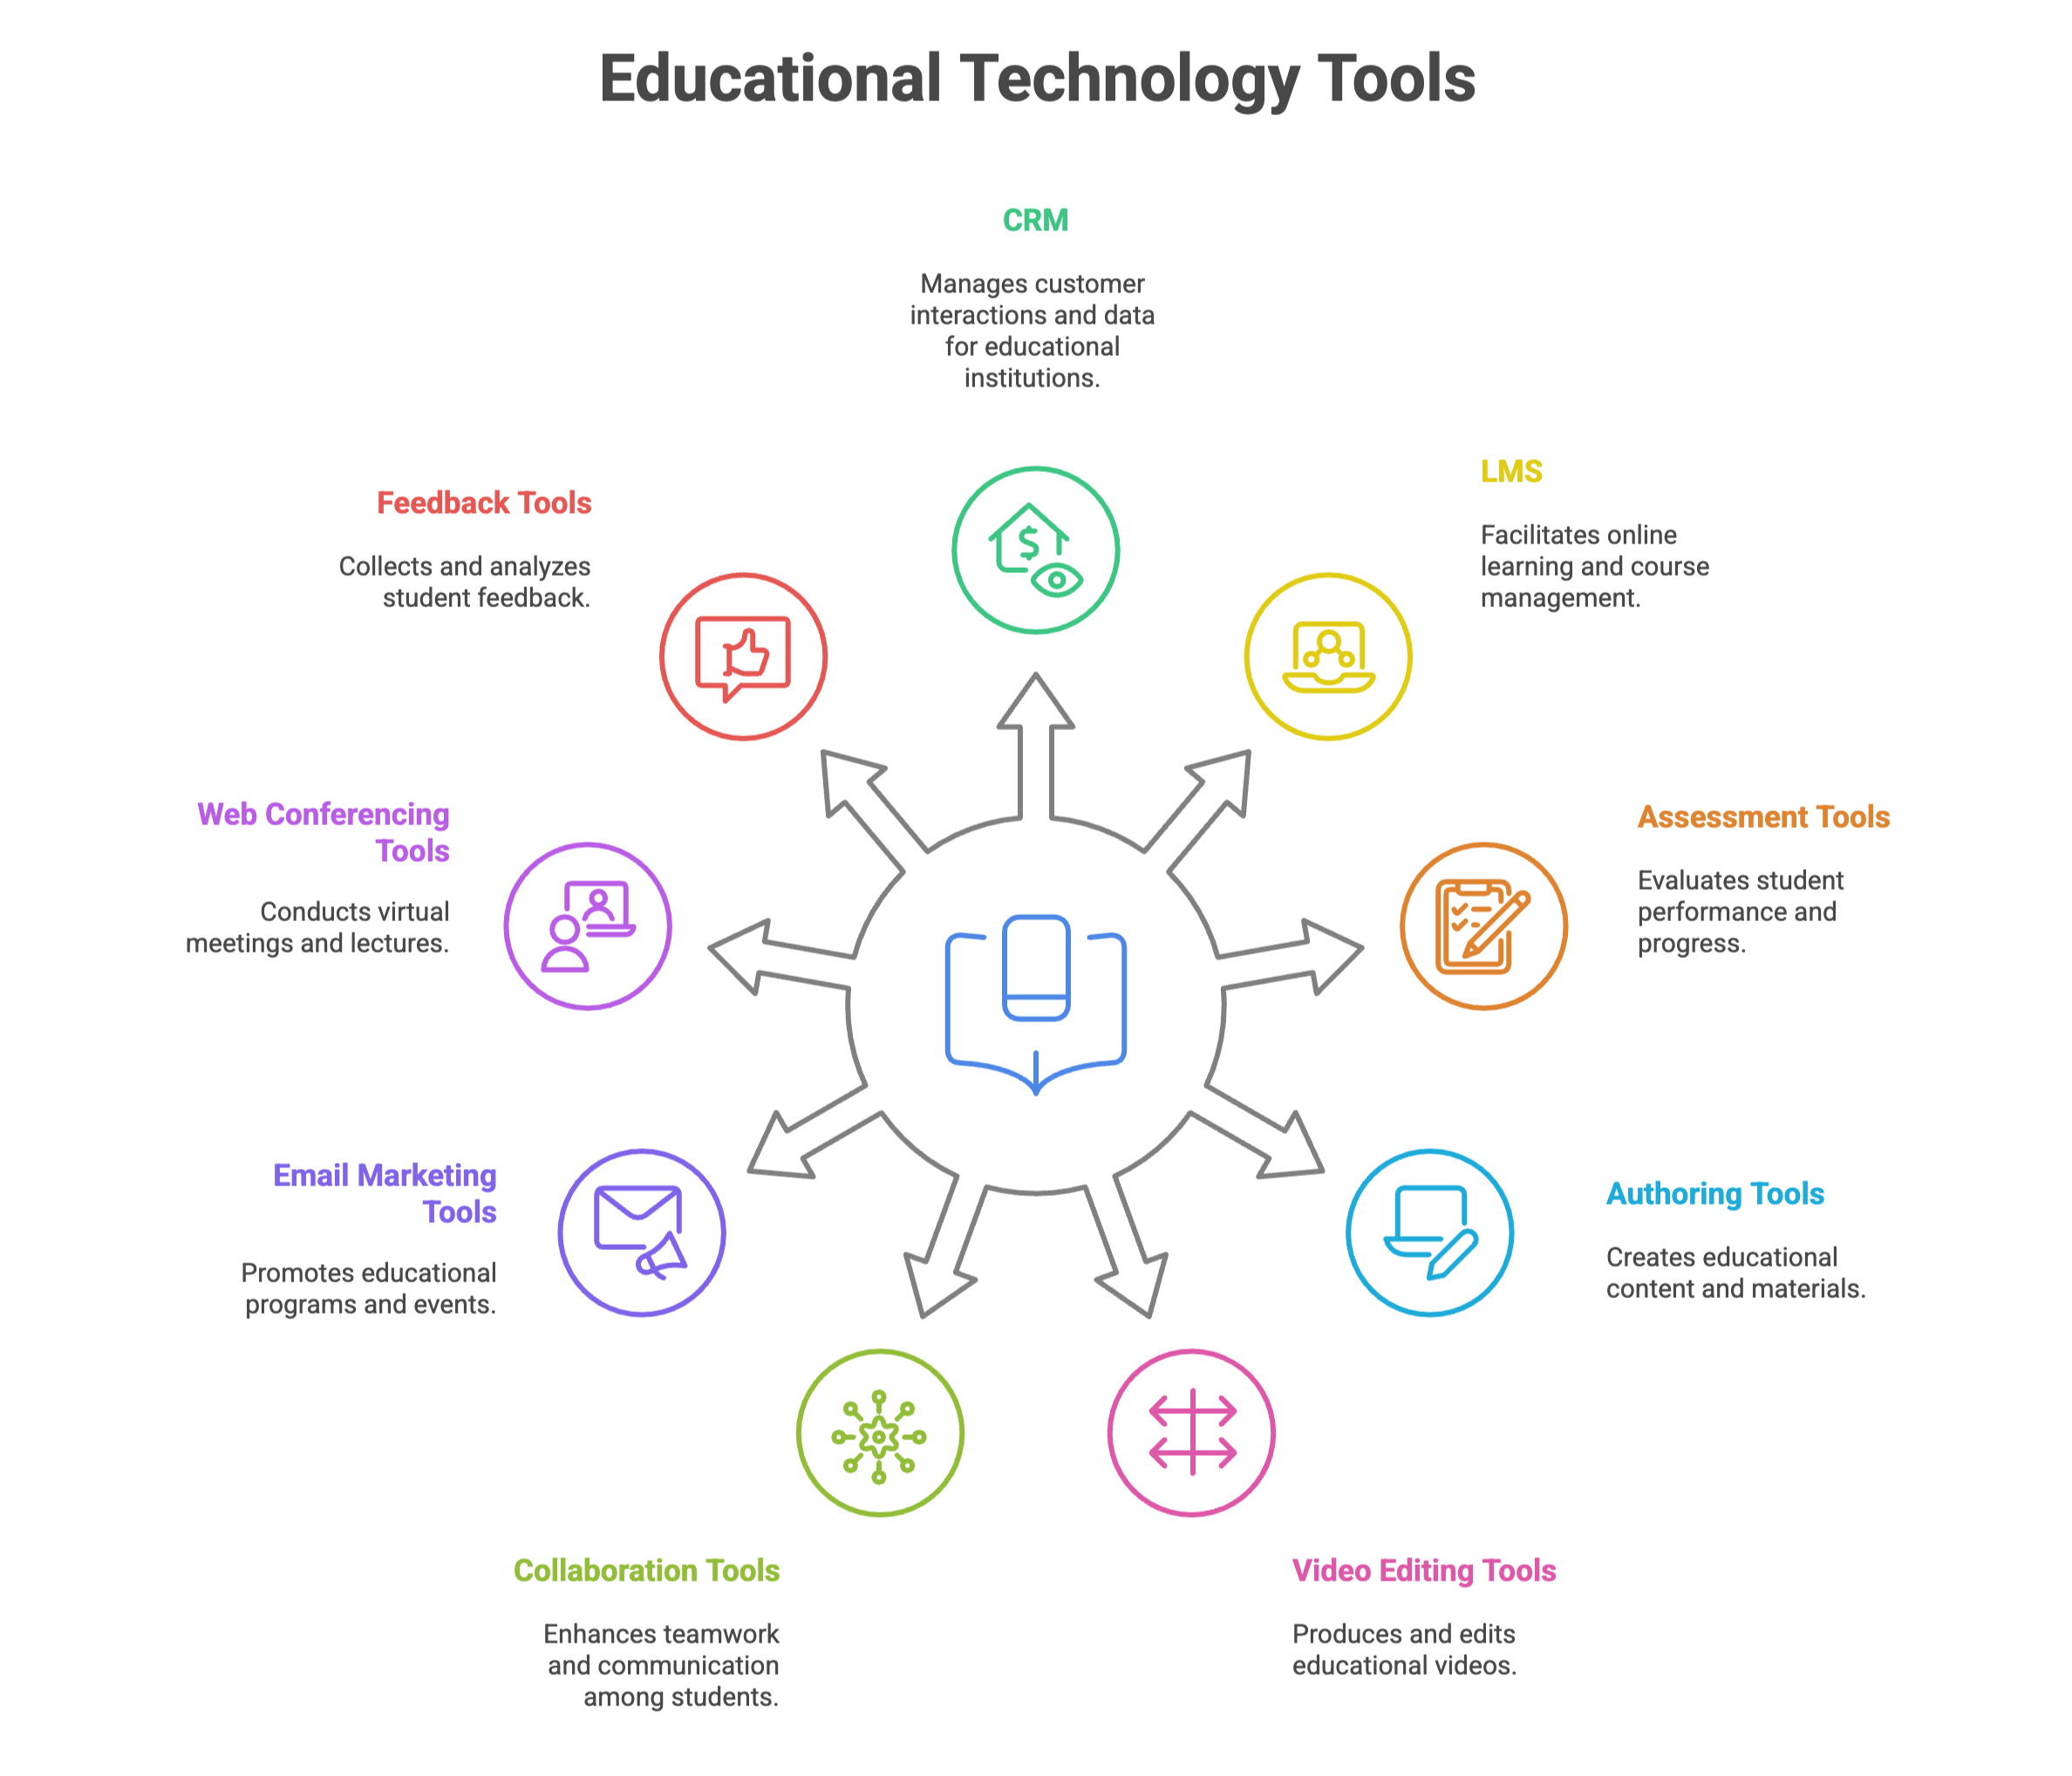 Educational Technology Tools
CRM
Manages customer
interactions and data
for educational
institutions.
LMS
Facilitates online
learning and course
management.
Feedback Tools
Collects and analyzes
student feedback.
Web Conferencing
Tools
Conducts virtual
meetings and lectures.
Assessment Tools
Evaluates student
performance and
progress.
Email Marketing
Tools
Promotes educational
programs and events.
Authoring Tools
Creates educational
content and materials.
Collaboration Tools
Enhances teamwork
and communication
among students.
Video Editing Tools
Produces and edits
educational videos.